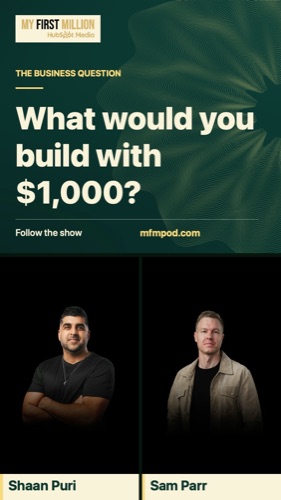 MY FIRST MILLION
HubSpot Media
THE BUSINESS QUESTION
What would you
build with
$1,000?
Follow the show
mfmpod.com
Shaan Puri
Sam Parr